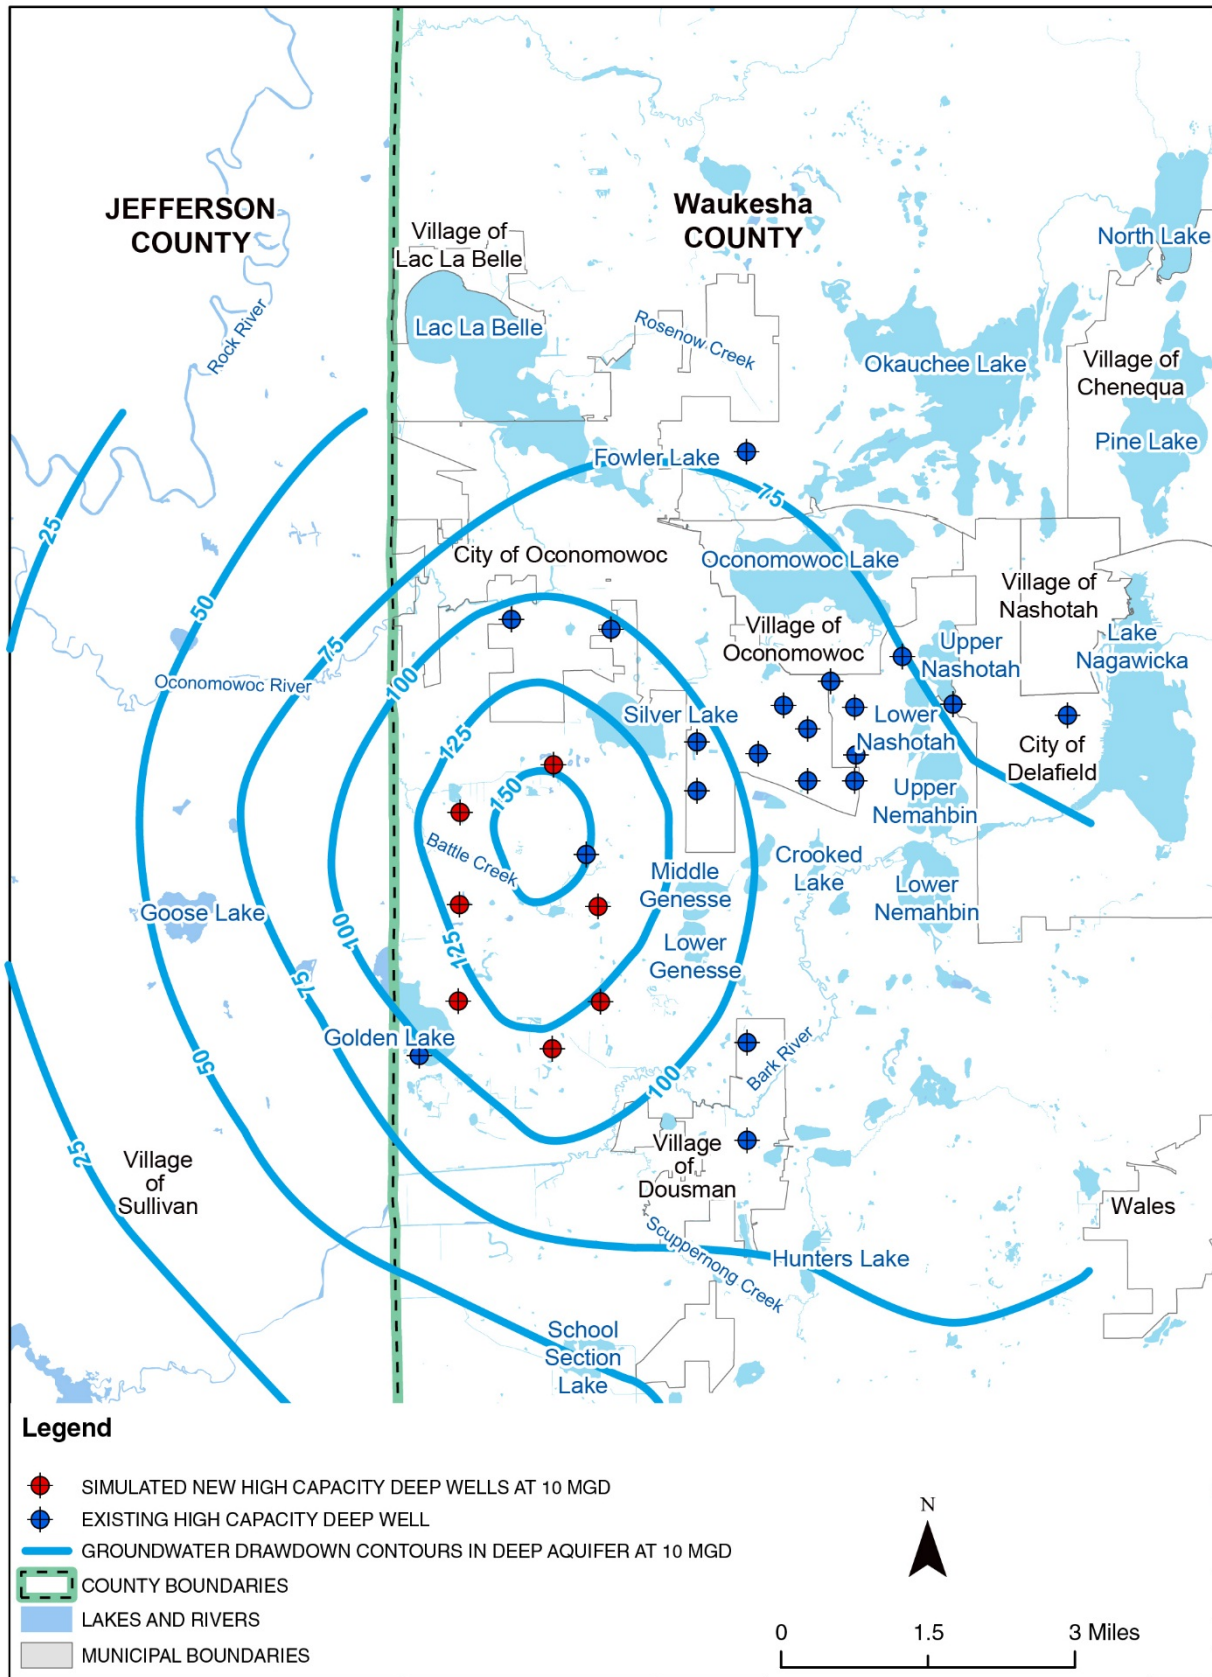 JEFFERSON
COUNTY
Waukesha
COUNTY
Village of
Lac La Belle
North Lake
Lac La Belle
Rosenow Creek
Rock River
Okauchee Lake
Village of
Chenequa
Pine Lake
Fowler Lake
75
25
50
City of Oconomowoc
Oconomowoc Lake
Village of
Nashotah
Village of
Oconomowoc
Upper
Nashotah
Lake
Nagawicka
75
100
Oconomowoc River
Silver Lake
Lower
Nashotah
City of
Delafield
125
150
Upper
Nemahbin
Battle Creek
Crooked
Lake
Middle
Genesse
Lower
Nemahbin
Goose Lake
100
125
Lower
Genesse
75
Golden Lake
50
Bark River
100
25
Village
of
Sullivan
Village
of
Dousman
Wales
Scuppernong Creek
Hunters Lake
School
Section
Lake
Legend
SIMULATED NEW HIGH CAPACITY DEEP WELLS AT 10 MGD
EXISTING HIGH CAPACITY DEEP WELL
GROUNDWATER DRAWDOWN CONTOURS IN DEEP AQUIFER AT 10 MGD
COUNTY BOUNDARIES
LAKES AND RIVERS
MUNICIPAL BOUNDARIES
N
0 1.5 3 Miles